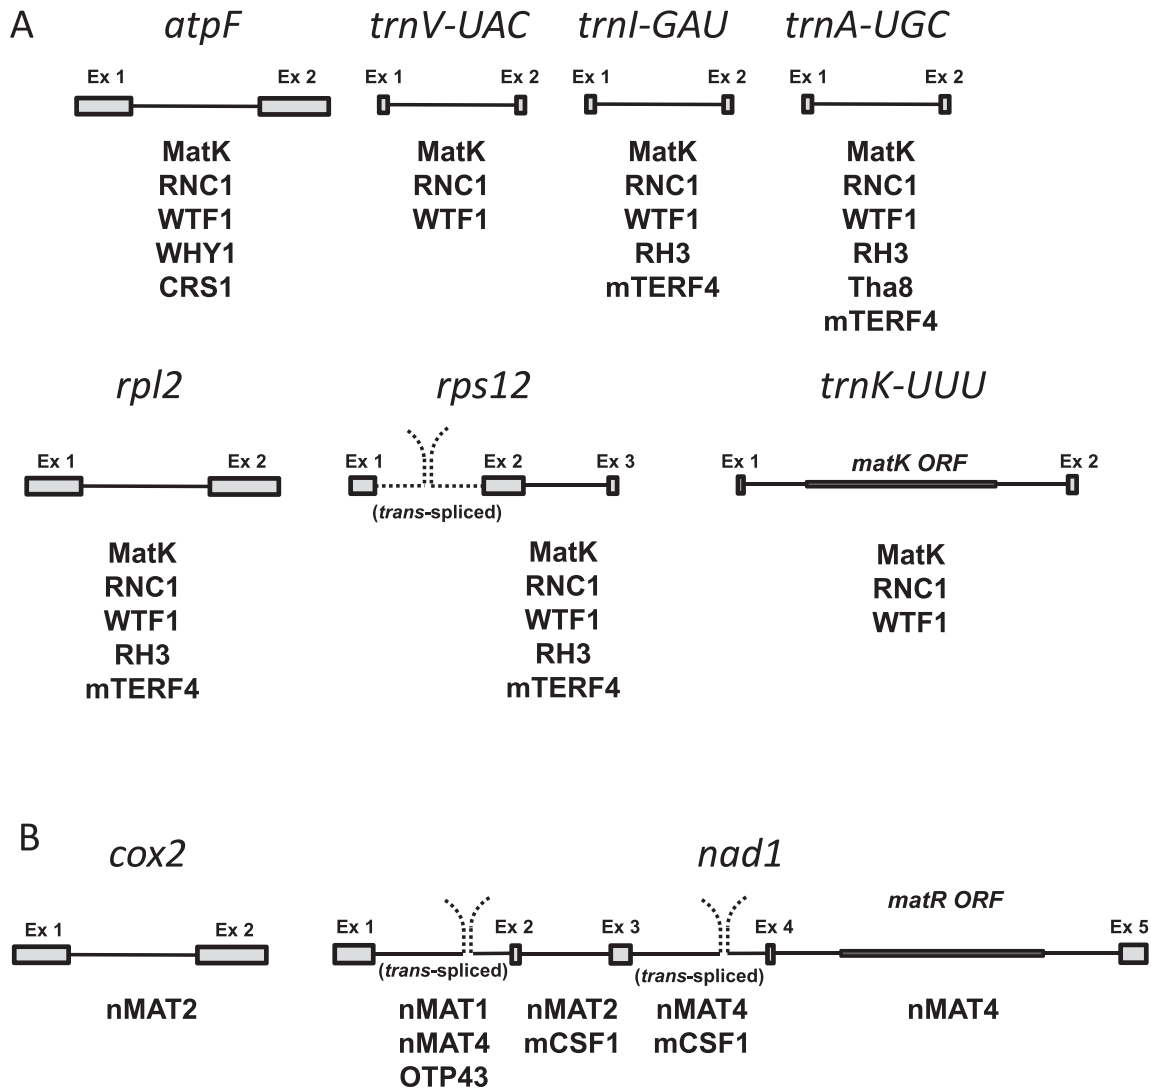 A
atpF
trnV-UAC
trnI-GAU
trnA-UGC
Ex 1
Ex 2
Ex 1
Ex 2
Ex 1
Ex 2
Ex 1
Ex 2
MatK
RNC1
WTF1
WHY1
CRS1
MatK
RNC1
WTF1
MatK
RNC1
WTF1
RH3
mTERF4
MatK
RNC1
WTF1
RH3
Tha8
mTERF4
rpl2
rps12
trnK-UUU
Ex 1
Ex 2
Ex 1
Ex 2
Ex 3
(trans-spliced)
Ex 1
matK ORF
Ex 2
MatK
RNC1
WTF1
RH3
mTERF4
MatK
RNC1
WTF1
RH3
mTERF4
MatK
RNC1
WTF1
B
cox2
nad1
Ex 1
Ex 2
Ex 1
Ex 2
Ex 3
Ex 4
matR ORF
Ex 5
(trans-spliced)
(trans-spliced)
nMAT2
nMAT1
nMAT4
OTP43
nMAT2
mCSF1
nMAT4
mCSF1
nMAT4